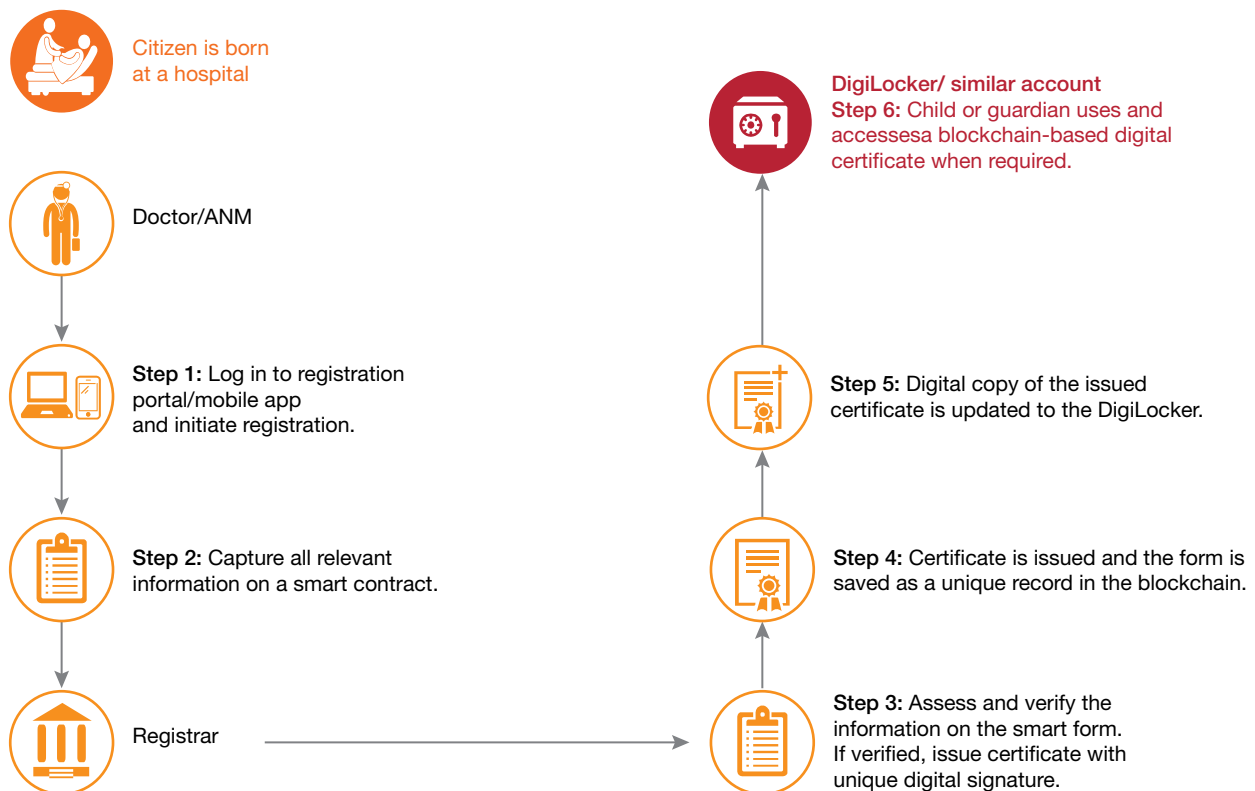 Citizen is born
at a hospital
Doctor/ANM
Step 1: Log in to registration
portal/mobile app
and initiate registration.
Step 2: Capture all relevant
information on a smart contract.
Registrar
Step 3: Assess and verify the
information on the smart form.
If verified, issue certificate with
unique digital signature.
Step 4: Certificate is issued and the form is
saved as a unique record in the blockchain.
Step 5: Digital copy of the issued
certificate is updated to the DigiLocker.
DigiLocker/ similar account
Step 6: Child or guardian uses and
accessesa blockchain-based digital
certificate when required.